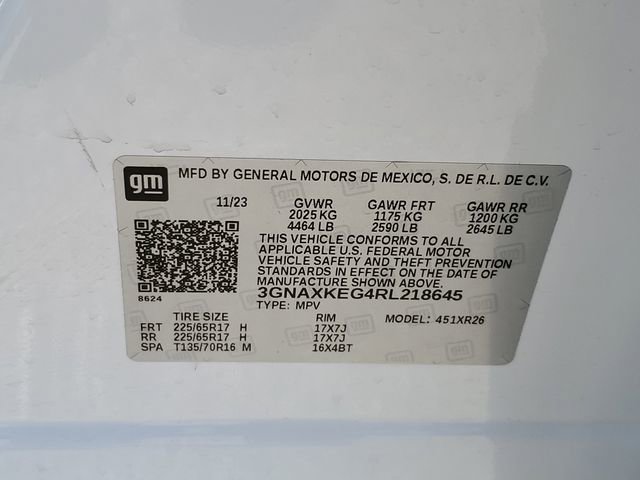 gm MFD BY GENERAL MOTORS DE MEXICO, S. DE R.L. DE C.V.
11/23 GVWR GAWR FRT GAWR RR
2025 KG 1175 KG 1200 KG
4464 LB 2590 LB 2645 LB
THIS VEHICLE CONFORMS TO ALL
APPLICABLE U.S. FEDERAL MOTOR
VEHICLE SAFETY AND THEFT PREVENTION
STANDARDS IN EFFECT ON THE DATE
OF MANUFACTURE SHOWN ABOVE.
3GNAXKEG4RL218645
8624 TYPE: MPV
TIRE SIZE RIM MODEL: 451XR26
FRT 225/65R17 H 17X7J
RR 225/65R17 H 17X7J
SPA T135/70R16 M 16X4BT